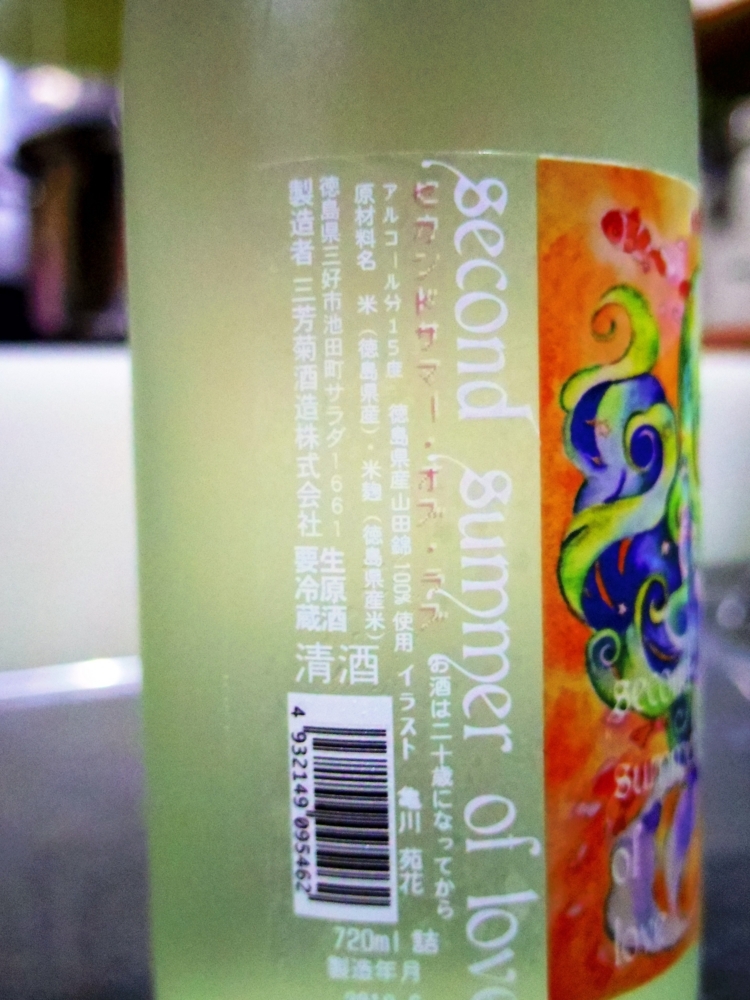 second summer of love
セカンドサマー・オブ・ラブ
お酒は二十歳になってから
アルコール分15度 徳島県産山田錦100%使用 イラスト 亀川 苑花
原材料名 米(徳島県産)・米麹(徳島県産米)
徳島県三好市池田町サラダ1661 生原酒
製造者 三芳菊酒造株式会社 要冷蔵
清酒
4 932149 095462
720ml 詰
製造年月
second
summer
of
love